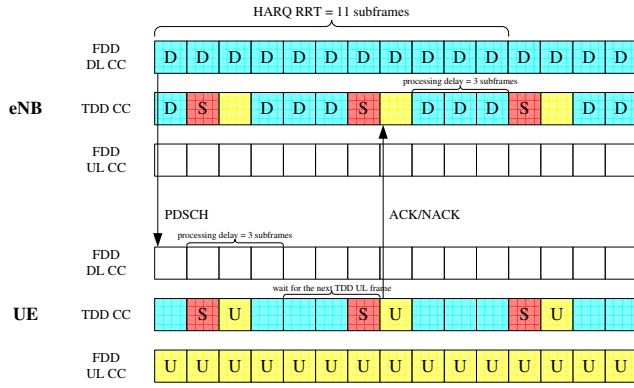 HARQ RRT = 11 subframes
FDD
DL CC
D D D D D D D D D D D D D D D
processing delay = 3 subframes
eNB
TDD CC
D S D D D S D D D S D D
FDD
UL CC
PDSCH
ACK/NACK
processing delay = 3 subframes
FDD
DL CC
wait for the next TDD UL frame
UE
TDD CC
S U S U S U
FDD
UL CC
U U U U U U U U U U U U U U U